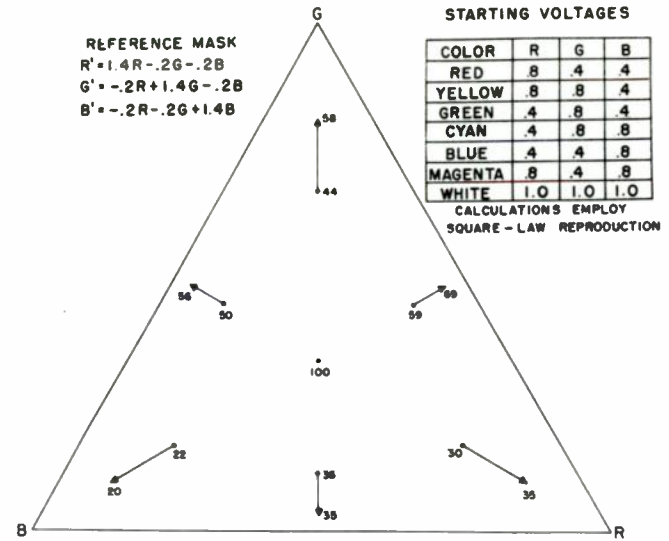 G
STARTING VOLTAGES
REFERENCE MASK
R'=1.4R-.2G-.2B
G'=-.2R+1.4G-.2B
B'=-.2R-.2G+1.4B
COLOR R G B
RED .8 .4 .4
YELLOW .8 .8 .4
GREEN .4 .8 .4
CYAN .4 .8 .8
BLUE .4 .4 .8
MAGENTA .8 .4 .8
WHITE 1.0 1.0 1.0
CALCULATIONS EMPLOY
SQUARE-LAW REPRODUCTION
58
44
56
50
69
59
100
22
20
36
35
30
35
B
R